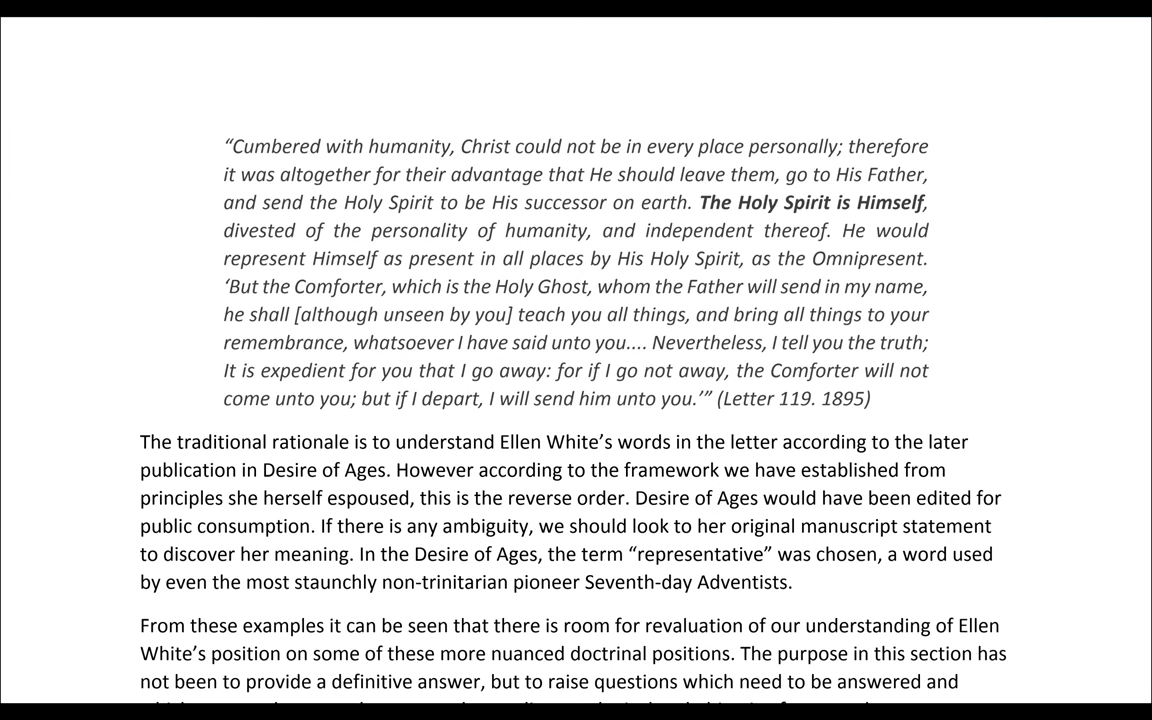 “Cumbered with humanity, Christ could not be in every place personally; therefore
it was altogether for their advantage that He should leave them, go to His Father,
and send the Holy Spirit to be His successor on earth. The Holy Spirit is Himself,
divested of the personality of humanity, and independent thereof. He would
represent Himself as present in all places by His Holy Spirit, as the Omnipresent.
‘But the Comforter, which is the Holy Ghost, whom the Father will send in my name,
he shall [although unseen by you] teach you all things, and bring all things to your
remembrance, whatsoever I have said unto you.... Nevertheless, I tell you the truth;
It is expedient for you that I go away: for if I go not away, the Comforter will not
come unto you; but if I depart, I will send him unto you.’” (Letter 119. 1895)
The traditional rationale is to understand Ellen White’s words in the letter according to the later
publication in Desire of Ages. However according to the framework we have established from
principles she herself espoused, this is the reverse order. Desire of Ages would have been edited for
public consumption. If there is any ambiguity, we should look to her original manuscript statement
to discover her meaning. In the Desire of Ages, the term “representative” was chosen, a word used
by even the most staunchly non-trinitarian pioneer Seventh-day Adventists.
From these examples it can be seen that there is room for revaluation of our understanding of Ellen
White’s position on some of these more nuanced doctrinal positions. The purpose in this section has
not been to provide a definitive answer, but to raise questions which need to be answered and